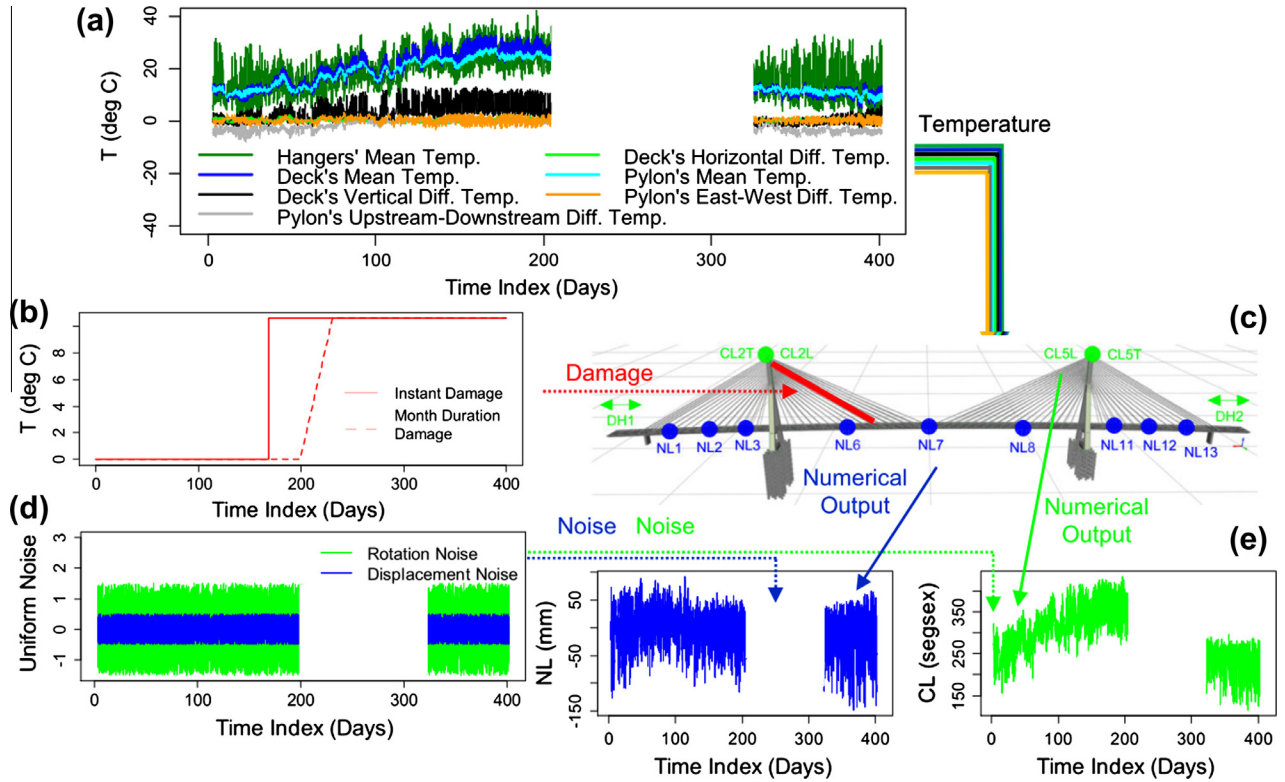 (a)
T (deg C)
40
20
0
-20
-40
Hangers' Mean Temp.
Deck's Mean Temp.
Deck's Vertical Diff. Temp.
Pylon's Upstream-Downstream Diff. Temp.
Deck's Horizontal Diff. Temp.
Pylon's Mean Temp.
Pylon's East-West Diff. Temp.
0 100 200 300 400
Time Index (Days)
Temperature
(b)
T (deg C)
8
6
4
2
0
Instant Damage
Month Duration
Damage
0 100 200 300 400
Time Index (Days)
(c)
Damage
CL2T CL2L
CL5L CL5T
DH1
DH2
NL1 NL2 NL3 NL6 NL7 NL8 NL11 NL12 NL13
Numerical
Output
Numerical
Output
Noise Noise
(d)
Uniform Noise
3
2
1
0
-1
Rotation Noise
Displacement Noise
0 100 200 300 400
Time Index (Days)
(e)
NL (mm)
50
0
-50
-150
0 100 200 300 400
Time Index (Days)
CL (segsex)
350
250
150
0 100 200 300 400
Time Index (Days)